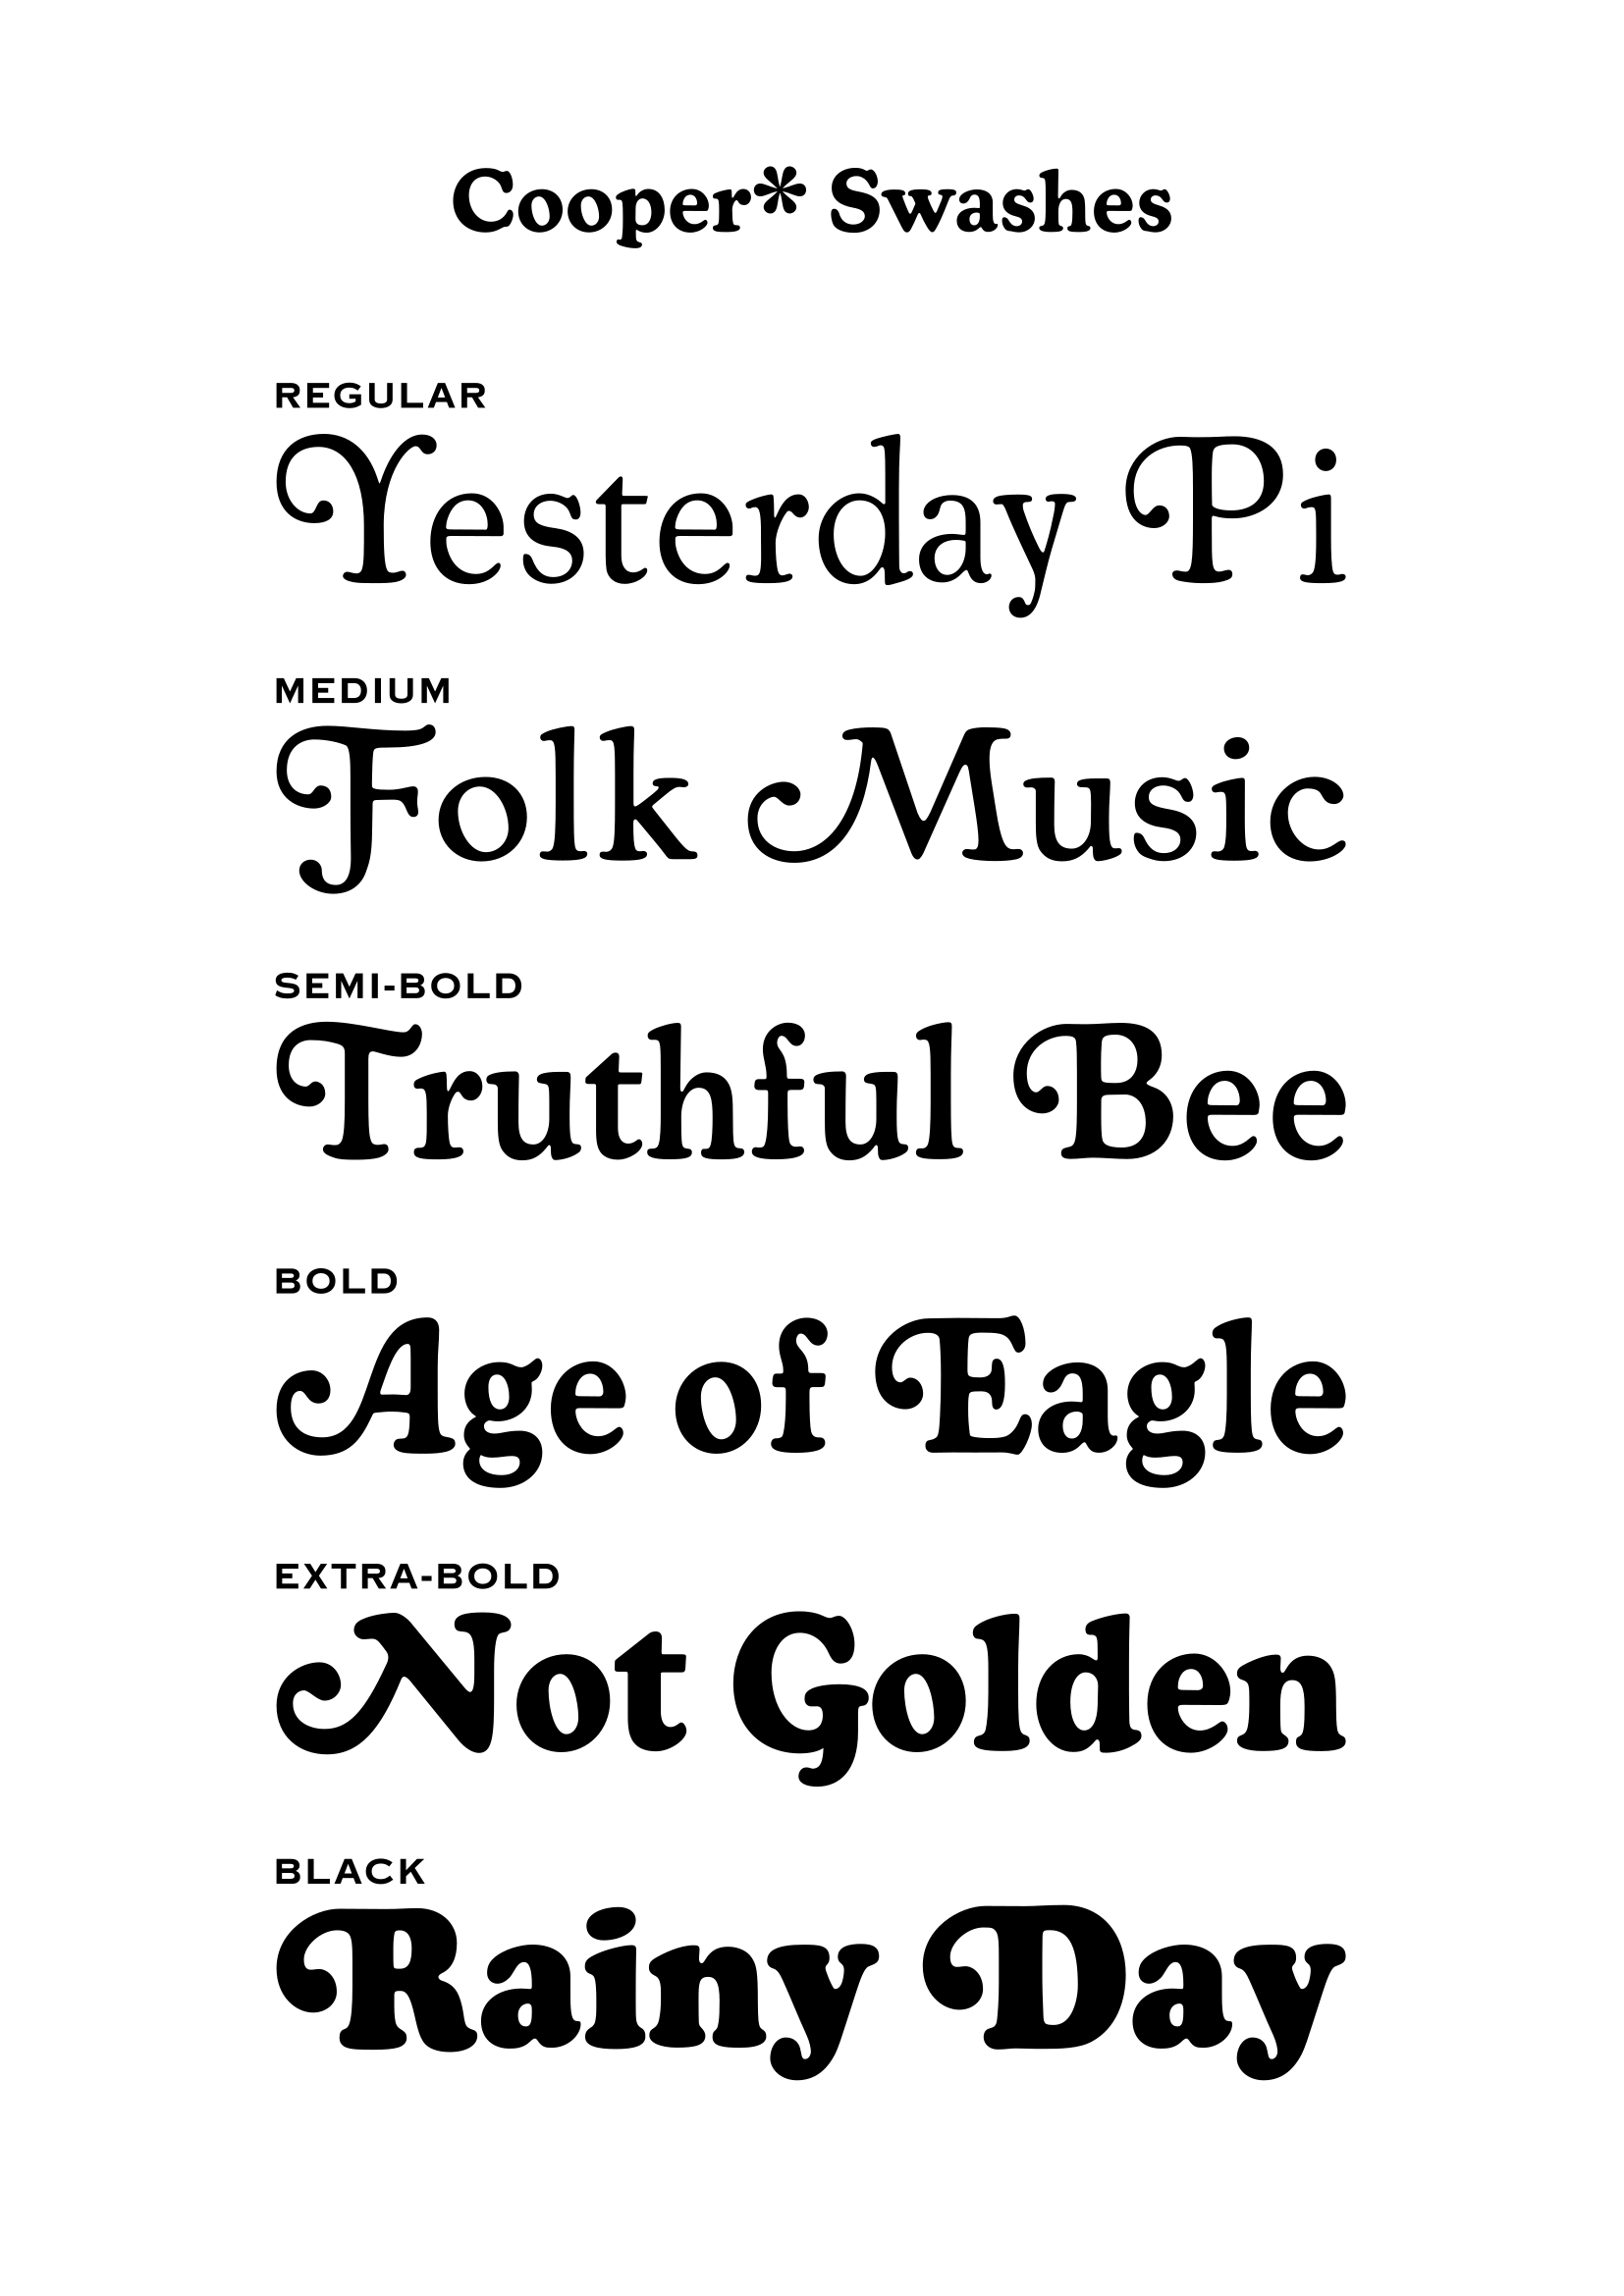 Cooper* Swashes
REGULAR
Yesterday Pi
MEDIUM
Folk Music
SEMI-BOLD
Truthful Bee
BOLD
Age of Eagle
EXTRA-BOLD
Not Golden
BLACK
Rainy Day